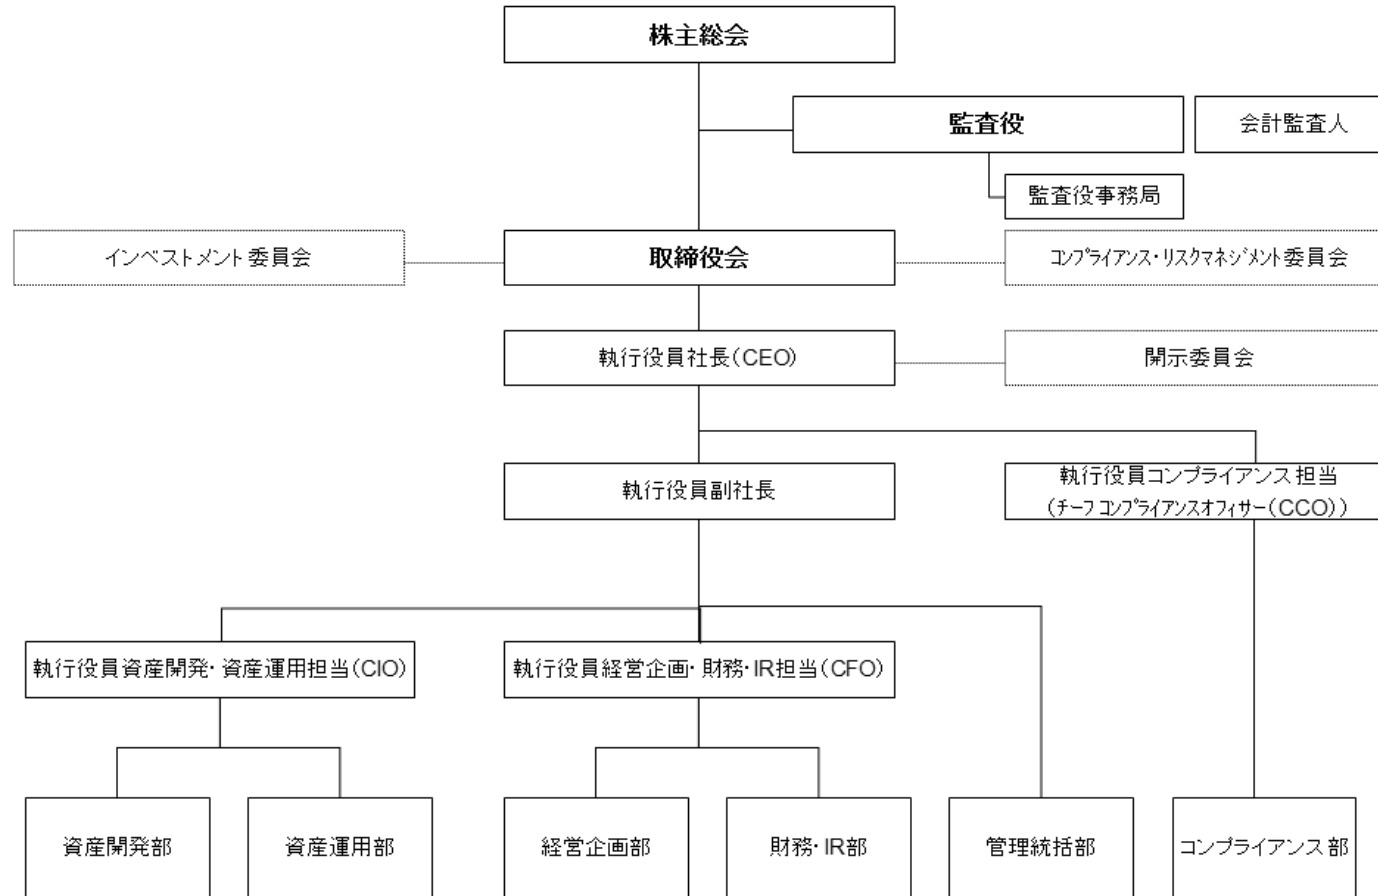 株主総会
監査役
会計監査人
監査役事務局
インベストメント委員会
取締役会
コンプライアンス・リスクマネジメント委員会
執行役員社長(CEO)
開示委員会
執行役員副社長
執行役員コンプライアンス担当
(チーフコンプライアンスオフィサー(CCO))
執行役員資産開発・資産運用担当(CIO)
執行役員経営企画・財務・IR担当(CFO)
資産開発部
資産運用部
経営企画部
財務・IR部
管理統括部
コンプライアンス部